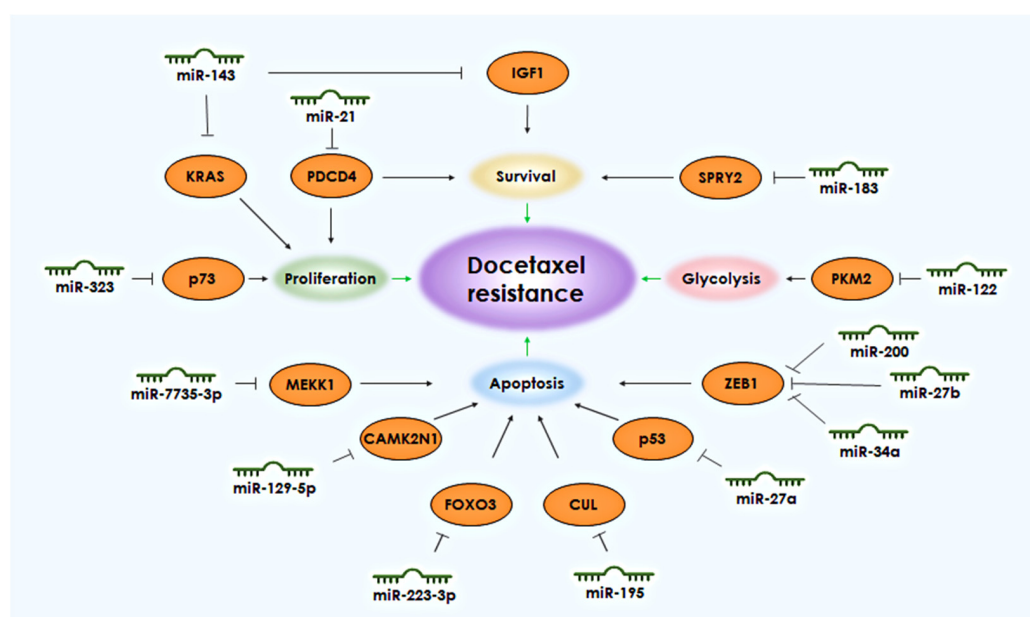 miR-143
IGF1
miR-21
KRAS
PDCD4
Survival
SPRY2
miR-183
miR-323
p73
Proliferation
Docetaxel
resistance
Glycolysis
PKM2
miR-122
miR-200
miR-7735-3p
MEKK1
Apoptosis
ZEB1
miR-27b
CAMK2N1
p53
miR-34a
miR-129-5p
miR-27a
FOXO3
CUL
miR-223-3p
miR-195